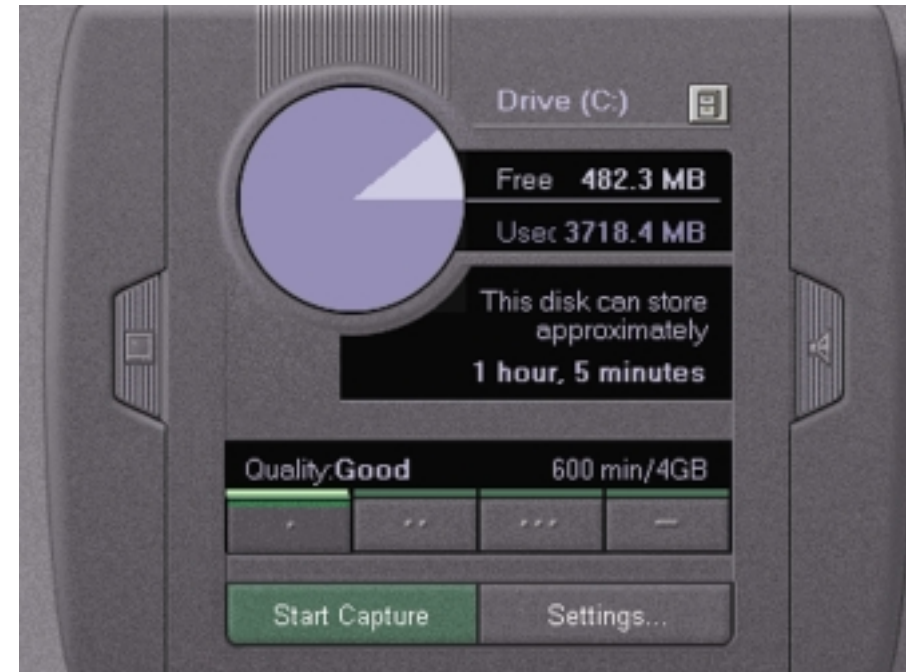 Drive (C:)
Free 482.3 MB
Used 3718.4 MB
This disk can store
approximately
1 hour, 5 minutes
Quality:Good 600 min/4GB
Start Capture Settings...